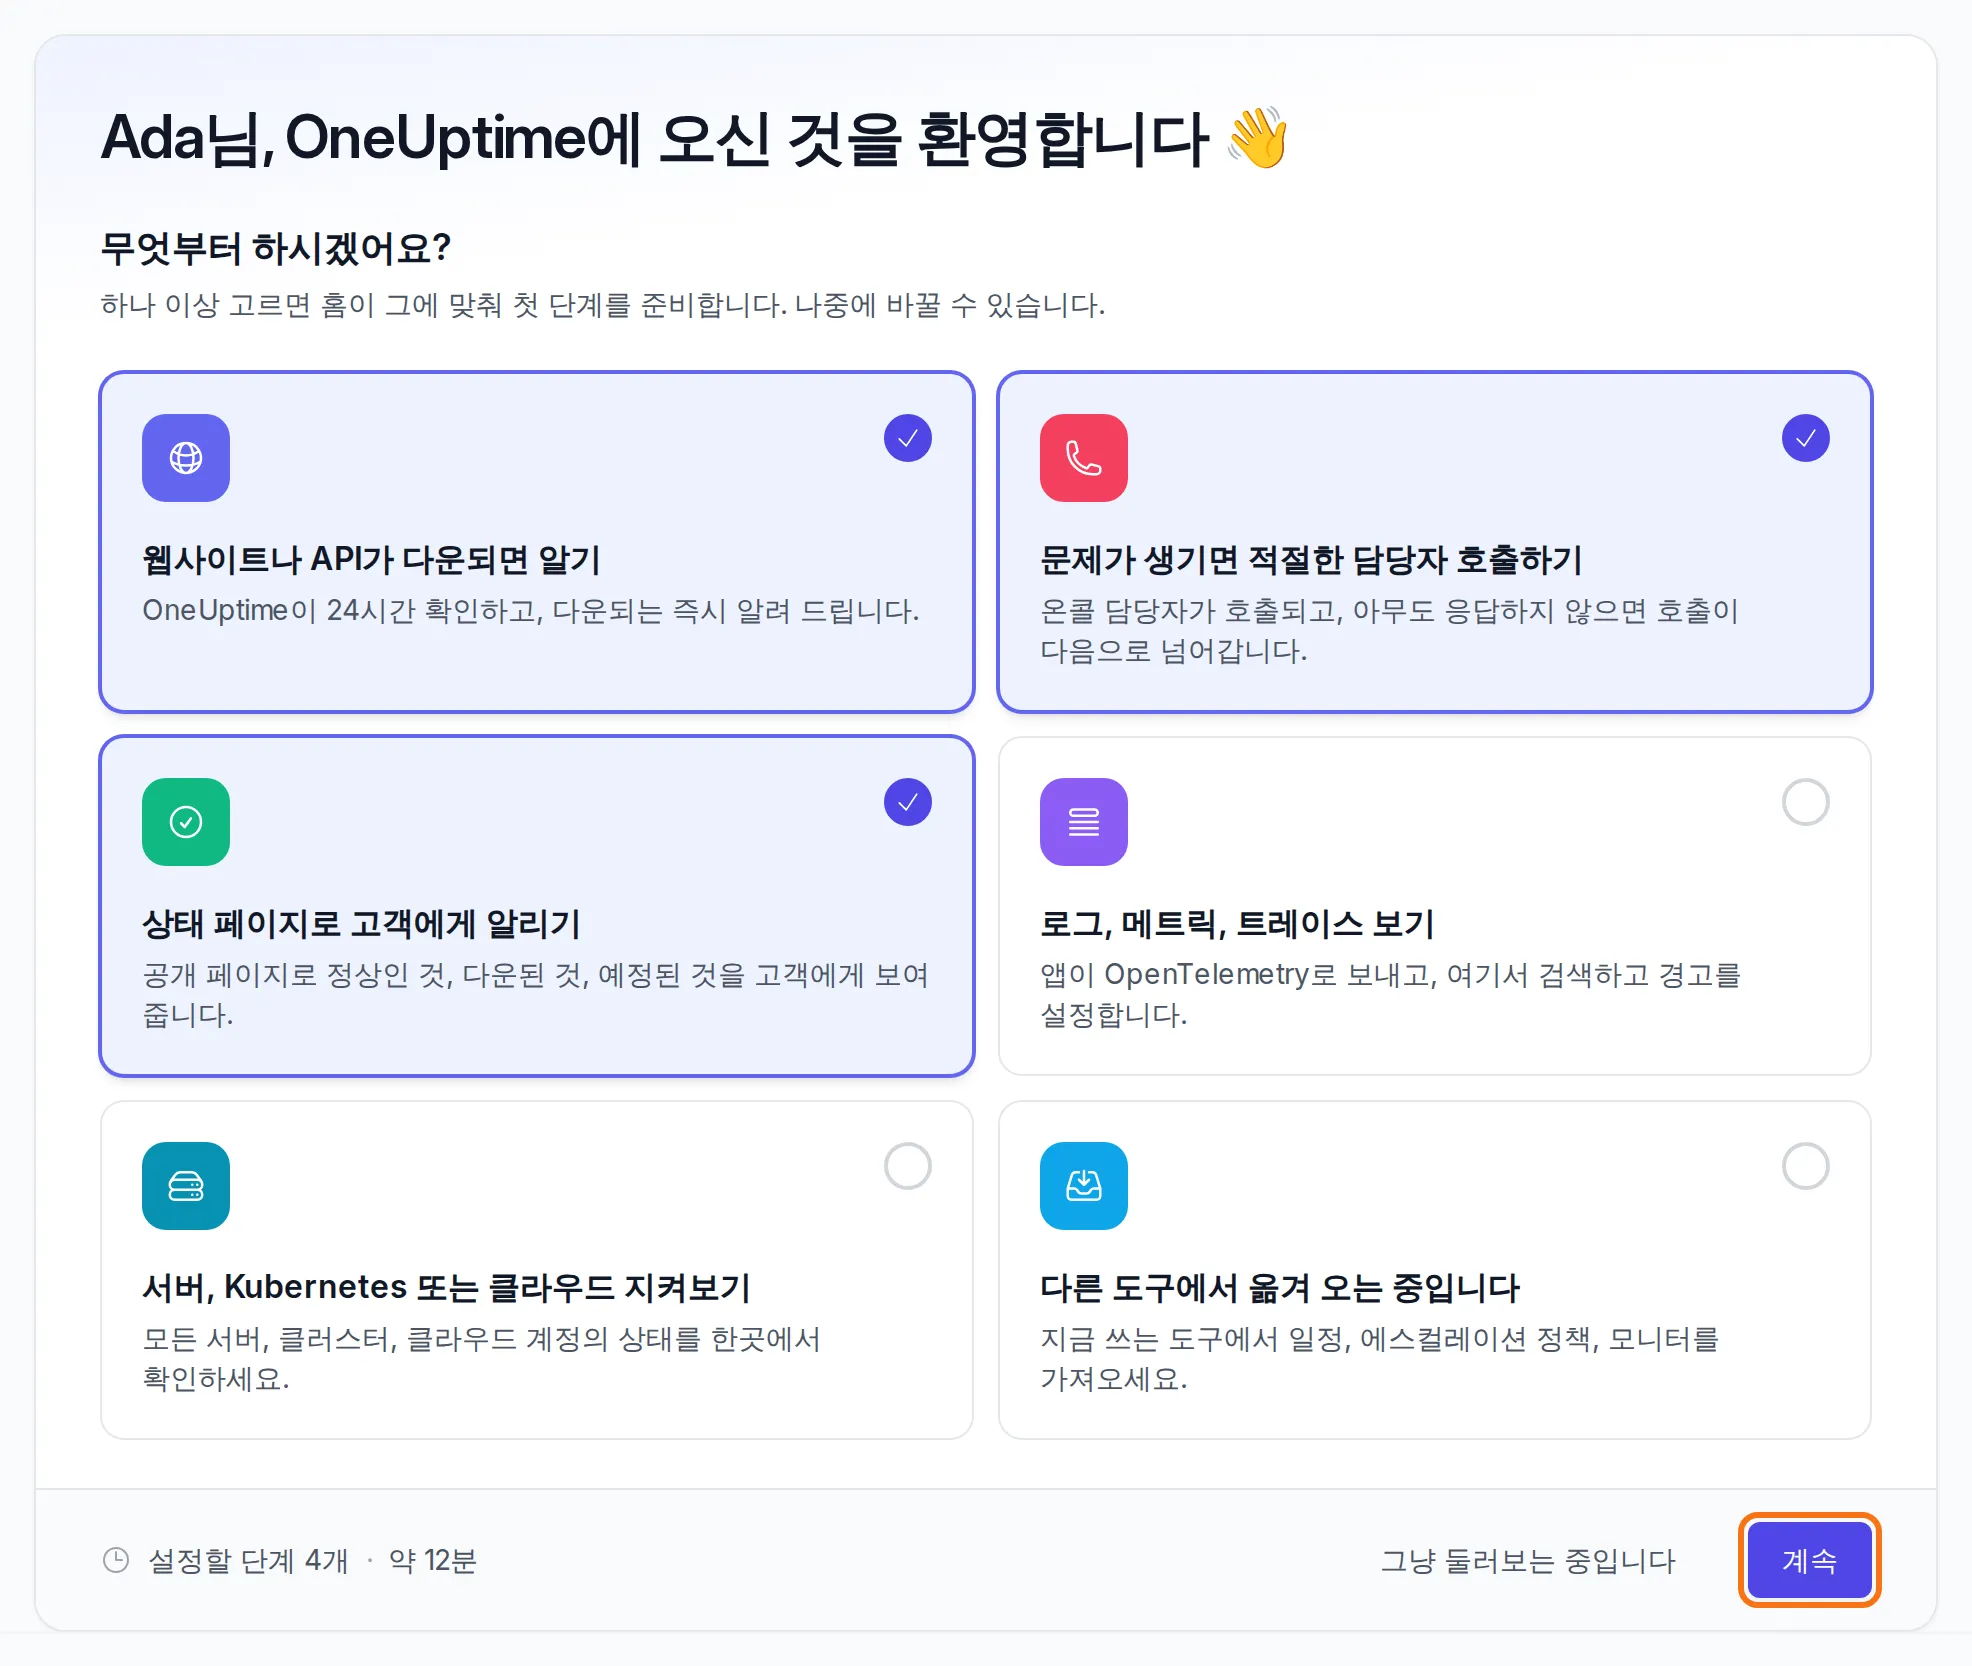 Ada님, OneUptime에 오신 것을 환영합니다 👋
무엇부터 하시겠어요?
하나 이상 고르면 홈이 그에 맞춰 첫 단계를 준비합니다. 나중에 바꿀 수 있습니다.
웹사이트나 API가 다운되면 알기
OneUptime이 24시간 확인하고, 다운되는 즉시 알려 드립니다.
문제가 생기면 적절한 담당자 호출하기
온콜 담당자가 호출되고, 아무도 응답하지 않으면 호출이
다음으로 넘어갑니다.
상태 페이지로 고객에게 알리기
공개 페이지로 정상인 것, 다운된 것, 예정된 것을 고객에게 보여
줍니다.
로그, 메트릭, 트레이스 보기
앱이 OpenTelemetry로 보내고, 여기서 검색하고 경고를
설정합니다.
서버, Kubernetes 또는 클라우드 지켜보기
모든 서버, 클러스터, 클라우드 계정의 상태를 한곳에서
확인하세요.
다른 도구에서 옮겨 오는 중입니다
지금 쓰는 도구에서 일정, 에스컬레이션 정책, 모니터를
가져오세요.
설정할 단계 4개 · 약 12분
그냥 둘러보는 중입니다
계속